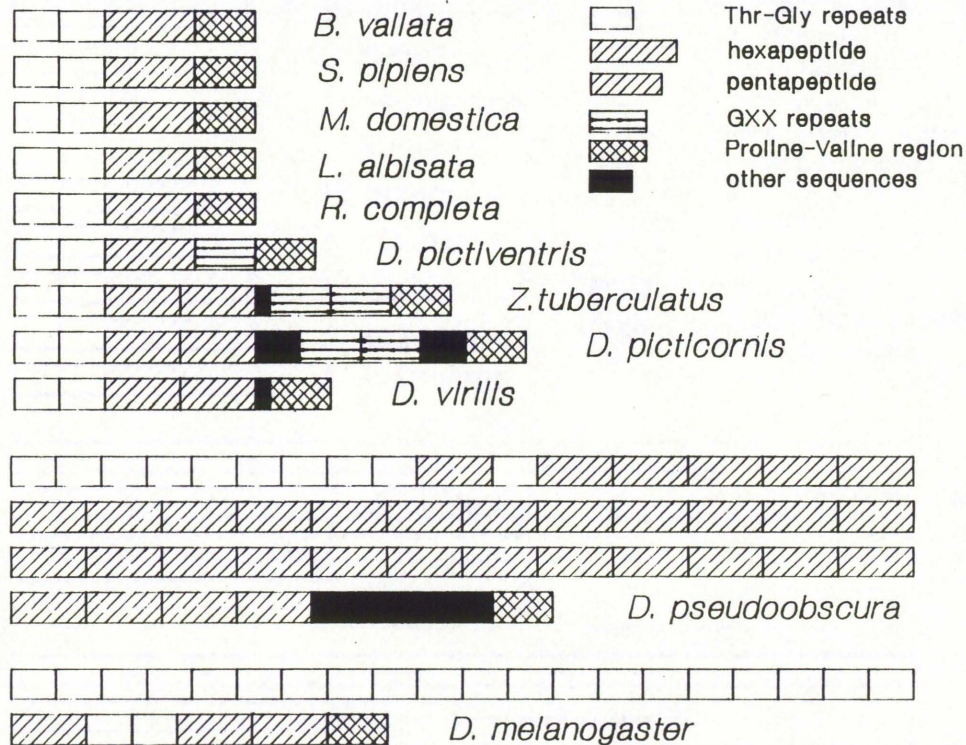 B. vallata
S. pipiens
M. domestica
L. albisata
R. completa
D. pictiventris
Z.tuberculatus
D. picticornis
D. virilis
D. pseudoobscura
D. melanogaster
Thr-Gly repeats
hexapeptide
pentapeptide
GXX repeats
Proline-Valine region
other sequences